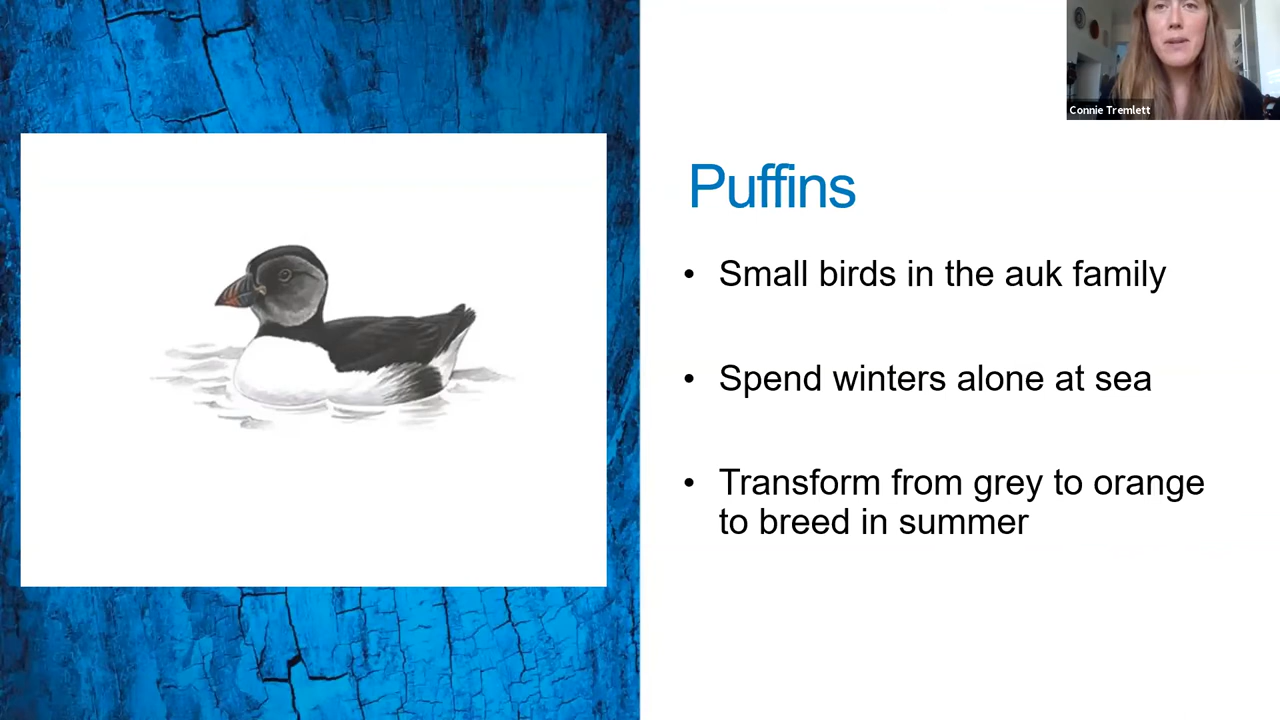 Connie Tremlett
Puffins
• Small birds in the auk family
• Spend winters alone at sea
• Transform from grey to orange
to breed in summer